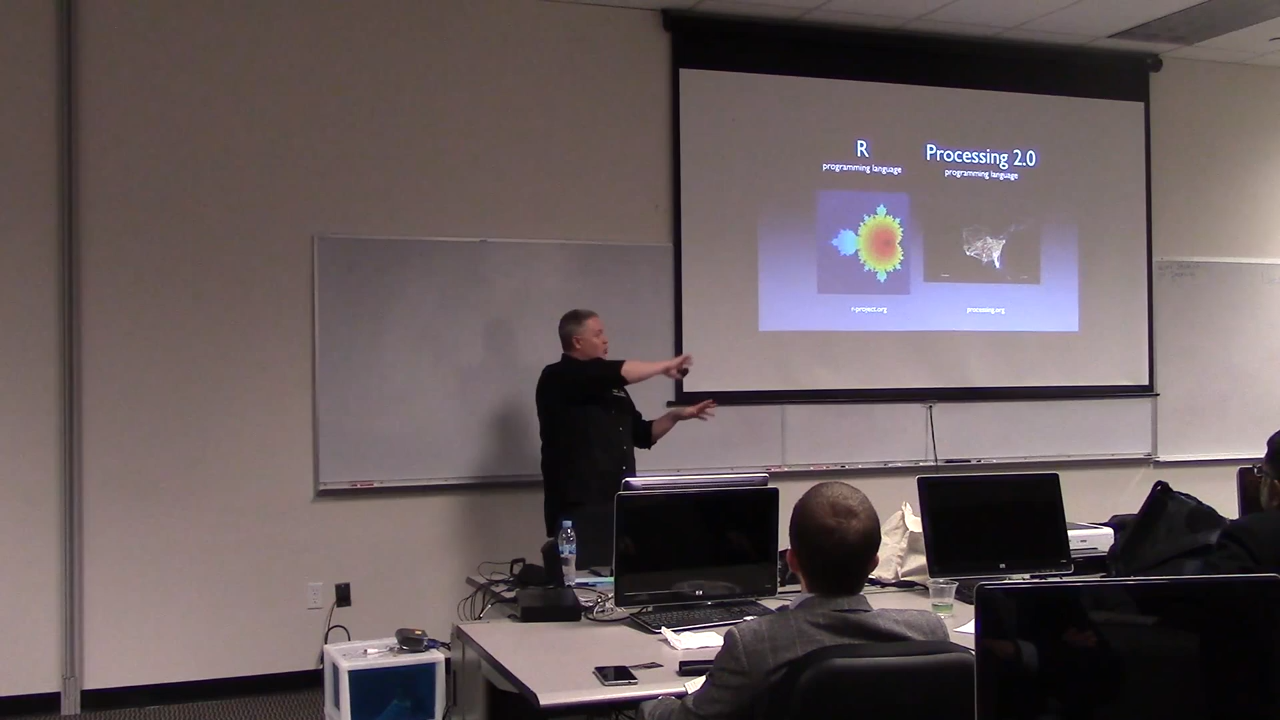 R
programming language
Processing 2.0
programming language
r-project.org
processing.org